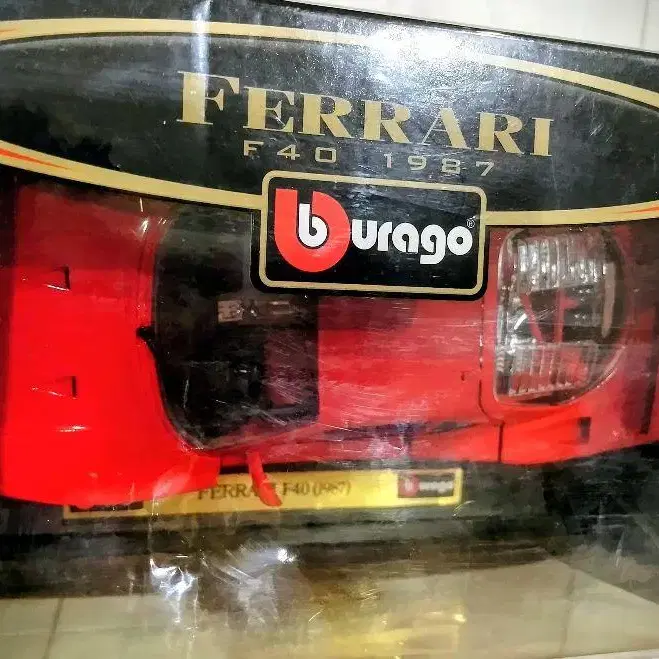 FERRARI
F40 1987
burago®
FERRARI F40 (1987)
burago